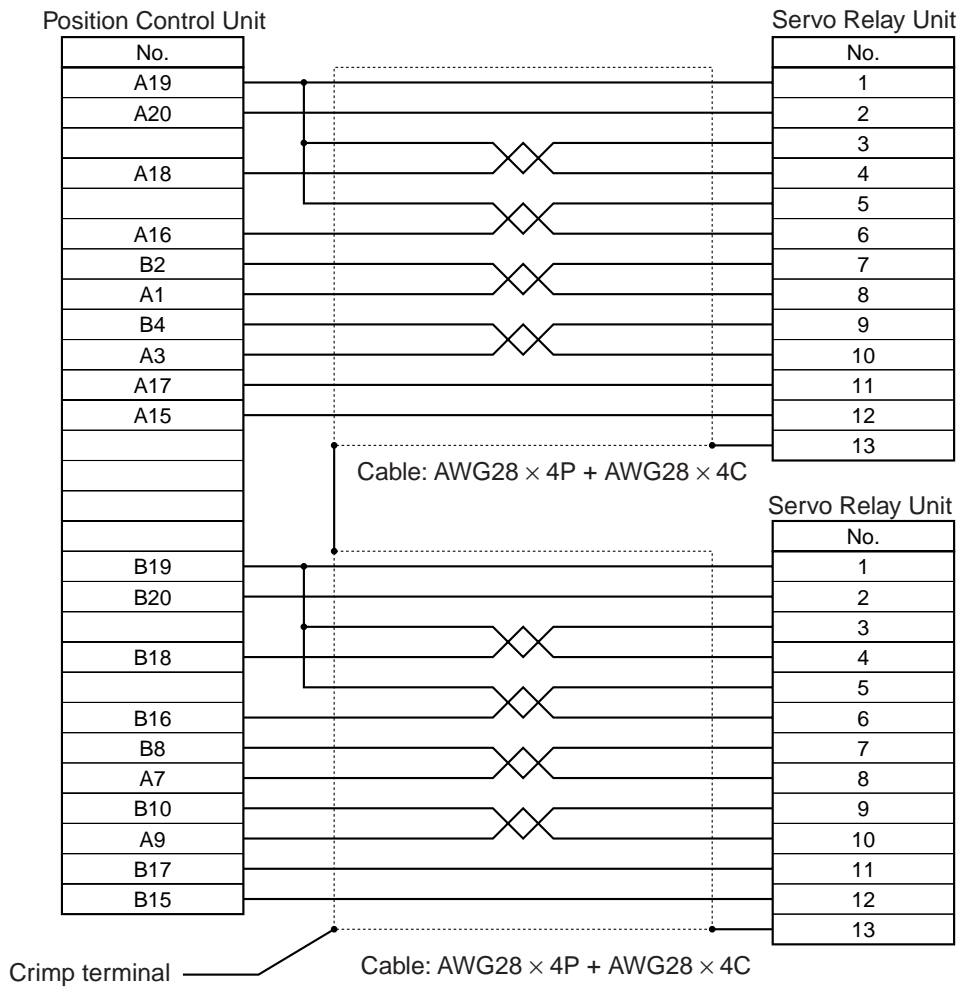 Position Control Unit
No.
A19
A20
A18
A16
B2
A1
B4
A3
A17
A15
B19
B20
B18
B16
B8
A7
B10
A9
B17
B15
Servo Relay Unit
No.
1
2
3
4
5
6
7
8
9
10
11
12
13
Cable: AWG28 × 4P + AWG28 × 4C
Servo Relay Unit
No.
1
2
3
4
5
6
7
8
9
10
11
12
13
Crimp terminal
Cable: AWG28 × 4P + AWG28 × 4C